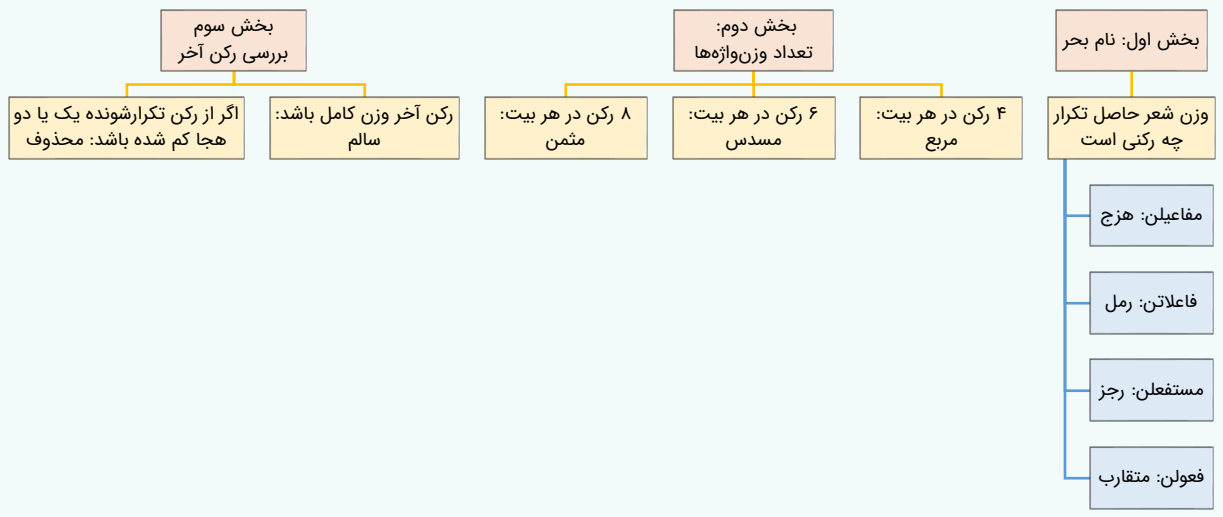 بخش اول: نام بحر
وزن شعر حاصل تکرار
چه رکنی است
مفاعیلن: هزج
فاعلاتن: رمل
مستفعلن: رجز
فعولن: متقارب
بخش دوم:
تعداد وزن‌واژه‌ها
۴ رکن در هر بیت:
مربع
۶ رکن در هر بیت:
مسدس
۸ رکن در هر بیت:
مثمن
بخش سوم
بررسی رکن آخر
رکن آخر وزن کامل باشد:
سالم
اگر از رکن تکرارشونده یک یا دو
هجا کم شده باشد: محذوف